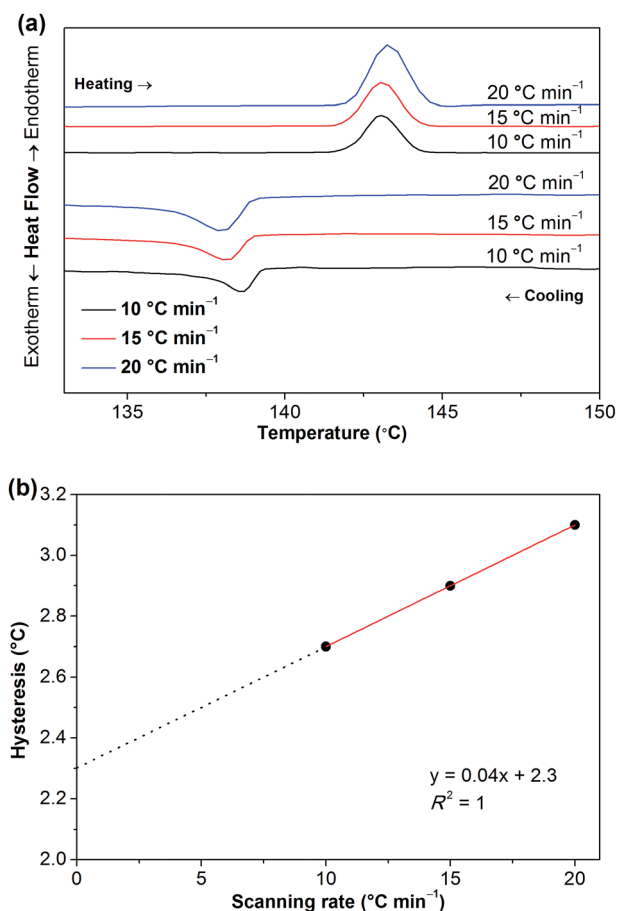 (a)
Heating →
20 °C min⁻¹
15 °C min⁻¹
10 °C min⁻¹
20 °C min⁻¹
15 °C min⁻¹
10 °C min⁻¹
← Cooling
10 °C min⁻¹
15 °C min⁻¹
20 °C min⁻¹
Exotherm ← Heat Flow → Endotherm
135 140 145 150
Temperature (°C)
(b)
3.2
3.0
2.8
2.6
2.4
2.2
2.0
Hysteresis (°C)
y = 0.04x + 2.3
R² = 1
0 5 10 15 20
Scanning rate (°C min⁻¹)